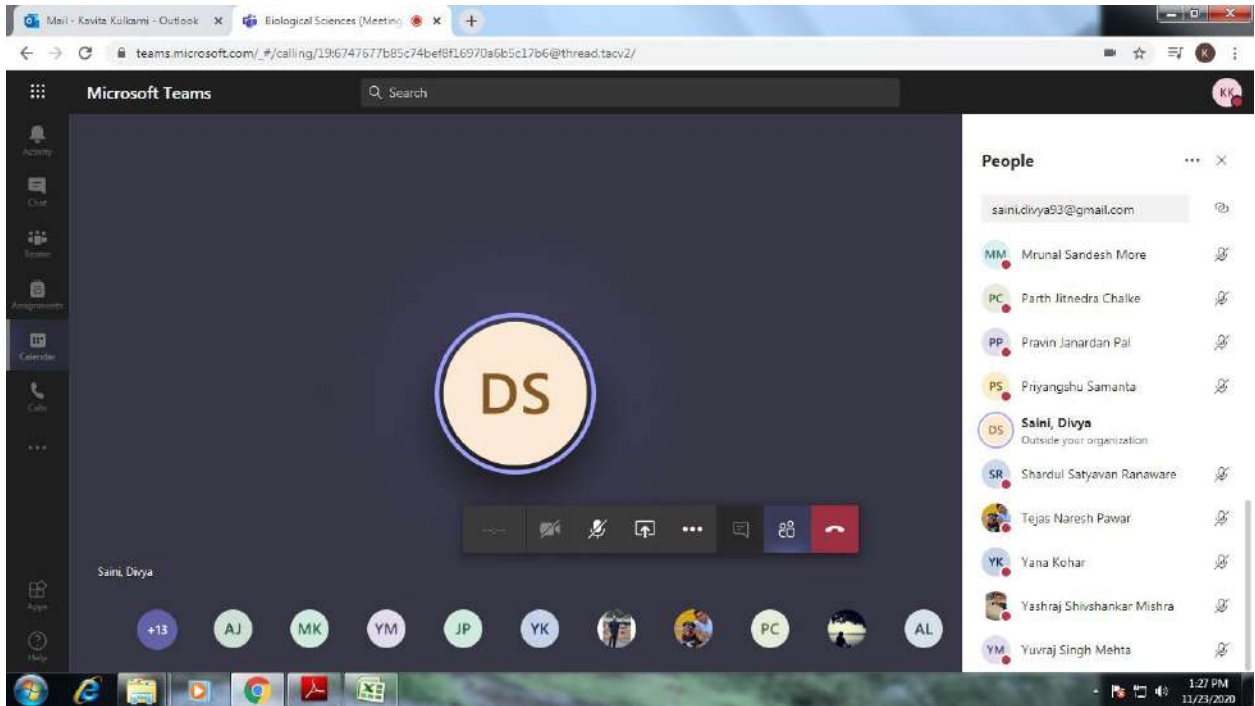 Mail - Kavita Kulkarni - Outlook
Biological Sciences (Meeting)
teams.microsoft.com/_#/calling/19:6747677b85c74bef8f16970a6b5c17b6@thread.tacv2/
K
Microsoft Teams
Search
KK
Activity
Chat
Teams
Assignments
Calendar
Calls
Apps
Help
DS
--:--
Saini, Divya
+13
AJ
MK
YM
JP
YK
PC
AL
People
saini.divya93@gmail.com
MM Mrunal Sandesh More
PC Parth Jitnedra Chalke
PP Pravin Janardan Pal
PS Priyangshu Samanta
DS Saini, Divya
Outside your organization
SR Shardul Satyavan Ranaware
Tejas Naresh Pawar
YK Yana Kohar
Yashraj Shivshankar Mishra
YM Yuvraj Singh Mehta
1:27 PM
11/23/2020